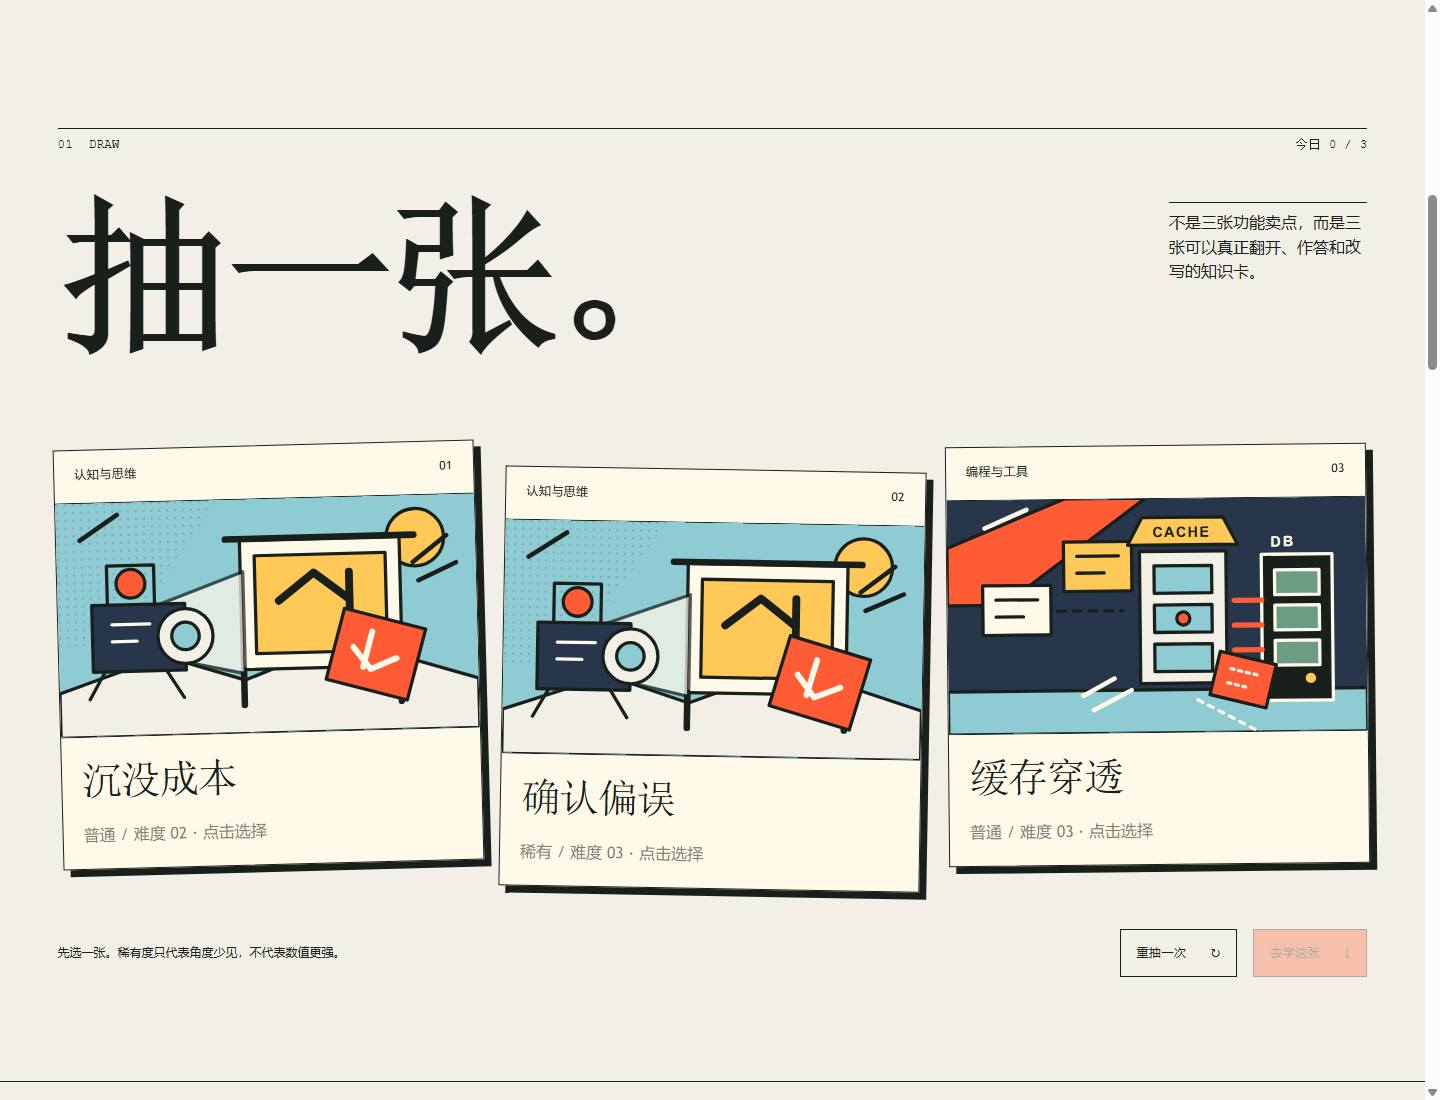 01 DRAW
今日 0 / 3
抽一张。
不是三张功能卖点，而是三
张可以真正翻开、作答和改
写的知识卡。
认知与思维
01
沉没成本
普通 / 难度 02 · 点击选择
认知与思维
02
确认偏误
稀有 / 难度 03 · 点击选择
编程与工具
03
CACHE
DB
缓存穿透
普通 / 难度 03 · 点击选择
先选一张。稀有度只代表角度少见，不代表数值更强。
重抽一次 ↻
去学这张 ↓